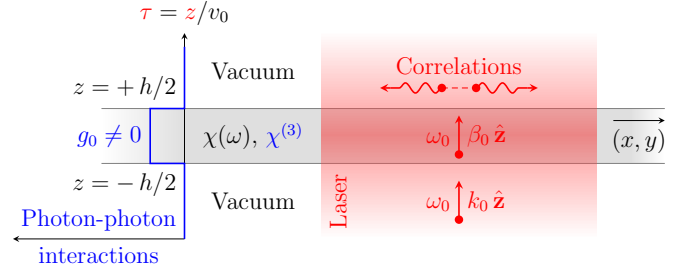 τ = z/v₀
Vacuum
Correlations
z = + h/2
g₀ ≠ 0
χ(ω), χ⁽³⁾
ω₀ β₀ ẑ
(x, y)
z = − h/2
Vacuum
Laser
ω₀ k₀ ẑ
Photon-photon
interactions